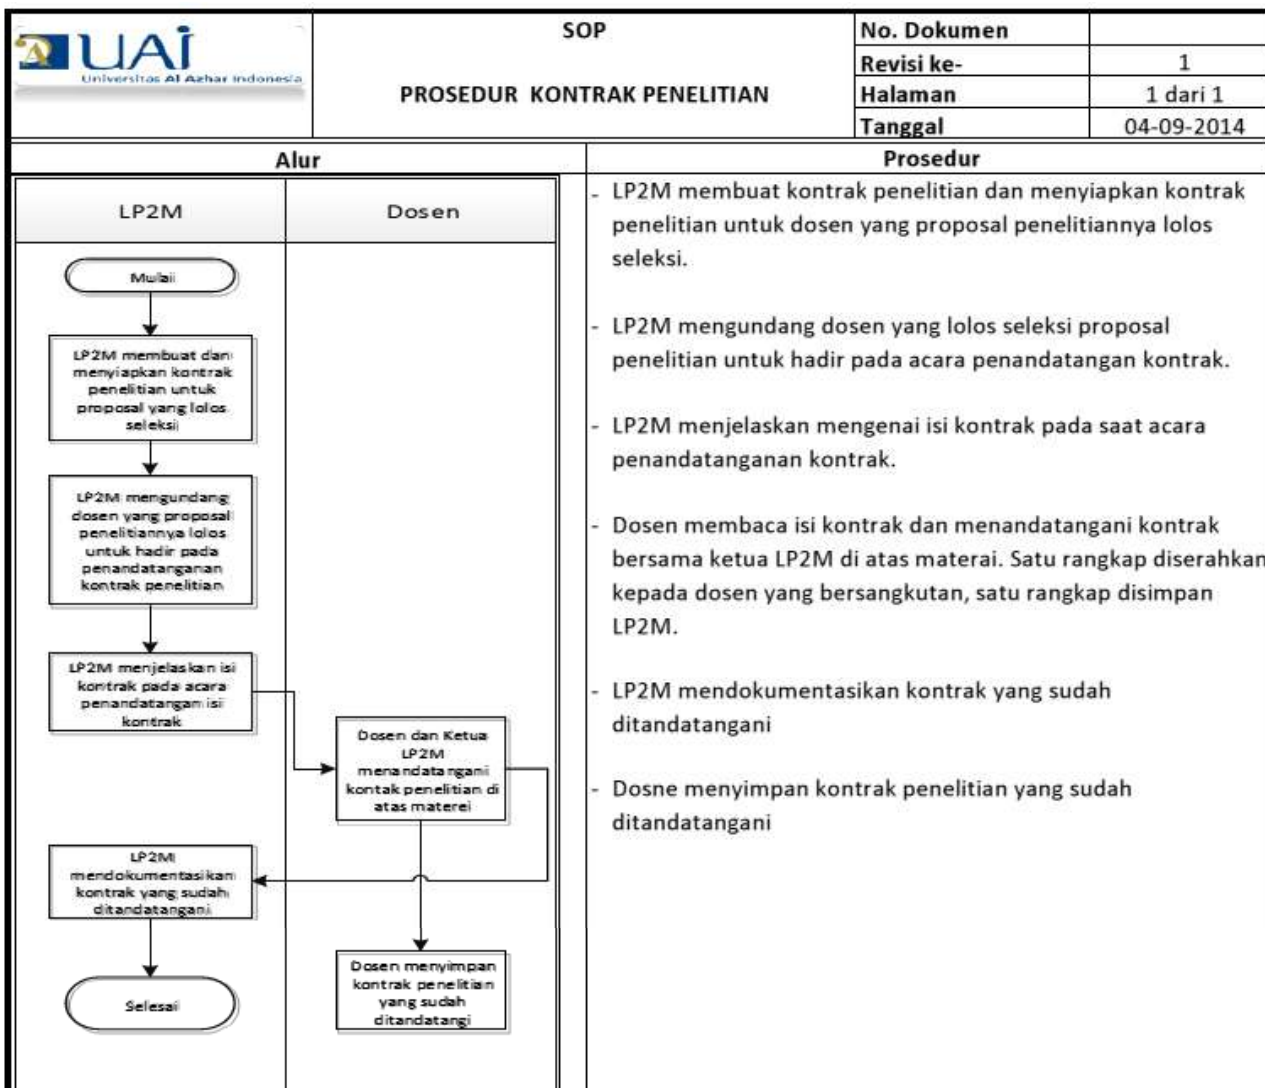 UAI
Universitas Al Azhar Indonesia
SOP
PROSEDUR KONTRAK PENELITIAN
No. Dokumen
Revisi ke- 1
Halaman 1 dari 1
Tanggal 04-09-2014
Alur
Prosedur
LP2M
Dosen
Mulai
LP2M membuat dan
menyiapkan kontrak
penelitian untuk
proposal yang lolos
seleksi
LP2M mengundang
dosen yang proposal
penelitiannya lolos
untuk hadir pada
penandatanganan
kontrak penelitian
LP2M menjelaskan isi
kontrak pada acara
penandatangan isi
kontrak
Dosen dan Ketua
LP2M
menandatangani
kontak penelitian di
atas materei
LP2M
mendokumentasikan
kontrak yang sudah
ditandatangani
Selesai
Dosen menyimpan
kontrak penelitian
yang sudah
ditandatangi
- LP2M membuat kontrak penelitian dan menyiapkan kontrak
penelitian untuk dosen yang proposal penelitiannya lolos
seleksi.
- LP2M mengundang dosen yang lolos seleksi proposal
penelitian untuk hadir pada acara penandatangan kontrak.
- LP2M menjelaskan mengenai isi kontrak pada saat acara
penandatanganan kontrak.
- Dosen membaca isi kontrak dan menandatangani kontrak
bersama ketua LP2M di atas materai. Satu rangkap diserahkan
kepada dosen yang bersangkutan, satu rangkap disimpan
LP2M.
- LP2M mendokumentasikan kontrak yang sudah
ditandatangani
- Dosne menyimpan kontrak penelitian yang sudah
ditandatangani